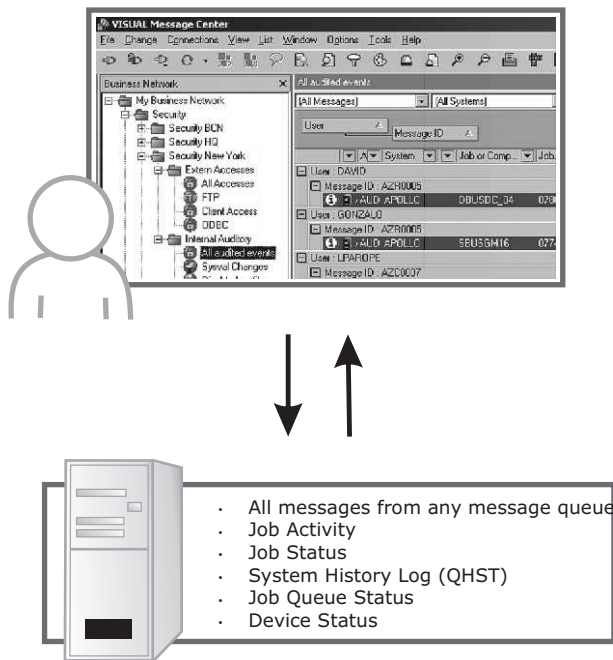 VISUAL Message Center
File Change Connections View List Window Options Tools Help
Business Network
All audited events
My Business Network
[All Messages] [All Systems]
Security
Security BCN
User
Message ID
Security HQ
Security New York
System Job or Comp... Job
Extern Accesses
User : DAVID
All Accesses
Message ID : AZR0005
FTP
AUD APOLLO
Client Access
User : GONZALO
ODBC
Message ID : AZR0005
Internal Auditory
AUD APOLLO SBUSGM16
All audited events
User : LPAROPE
Sysval Changes
Message ID : AZC0007
· All messages from any message queue
· Job Activity
· Job Status
· System History Log (QHST)
· Job Queue Status
· Device Status